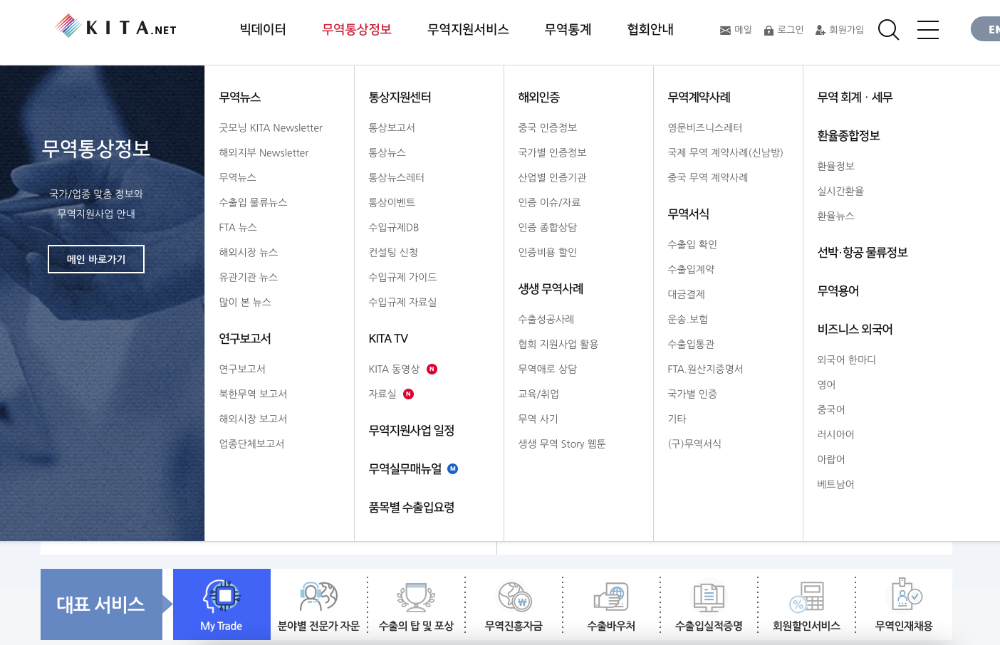 KITA.NET
빅데이터
무역통상정보
무역지원서비스
무역통계
협회안내
메일
로그인
회원가입
EN
무역통상정보
국가/업종 맞춤 정보와
무역지원사업 안내
메인 바로가기
무역뉴스
굿모닝 KITA Newsletter
해외지부 Newsletter
무역뉴스
수출입 물류뉴스
FTA 뉴스
해외시장 뉴스
유관기관 뉴스
많이 본 뉴스
연구보고서
연구보고서
북한무역 보고서
해외시장 보고서
업종단체보고서
통상지원센터
통상보고서
통상뉴스
통상뉴스레터
통상이벤트
수입규제DB
컨설팅 신청
수입규제 가이드
수입규제 자료실
KITA TV
KITA 동영상 N
자료실 N
무역지원사업 일정
무역실무매뉴얼 M
품목별 수출입요령
해외인증
중국 인증정보
국가별 인증정보
산업별 인증기관
인증 이슈/자료
인증 종합상담
인증비용 할인
생생 무역사례
수출성공사례
협회 지원사업 활용
무역애로 상담
교육/취업
무역 사기
생생 무역 Story 웹툰
무역계약사례
영문비즈니스레터
국제 무역 계약사례(신남방)
중국 무역 계약사례
무역서식
수출입 확인
수출입계약
대금결제
운송.보험
수출입통관
FTA.원산지증명서
국가별 인증
기타
(구)무역서식
무역 회계 · 세무
환율종합정보
환율정보
실시간환율
환율뉴스
선박·항공 물류정보
무역용어
비즈니스 외국어
외국어 한마디
영어
중국어
러시아어
아랍어
베트남어
대표 서비스
My Trade
분야별 전문가 자문
수출의 탑 및 포상
무역진흥자금
수출바우처
수출입실적증명
회원할인서비스
무역인재채용